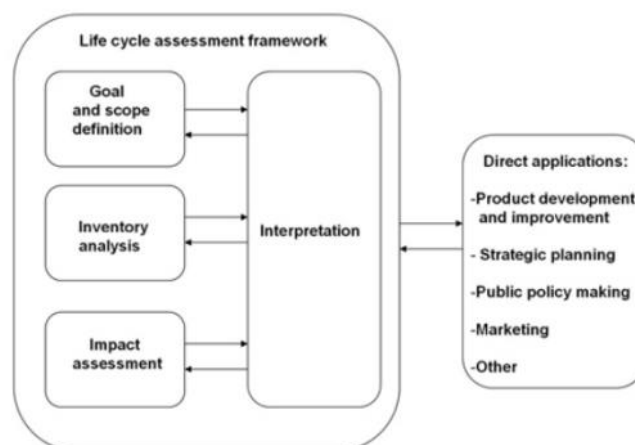 Life cycle assessment framework
Goal
and scope
definition
Inventory
analysis
Impact
assessment
Interpretation
Direct applications:
-Product development
and improvement
- Strategic planning
-Public policy making
-Marketing
-Other